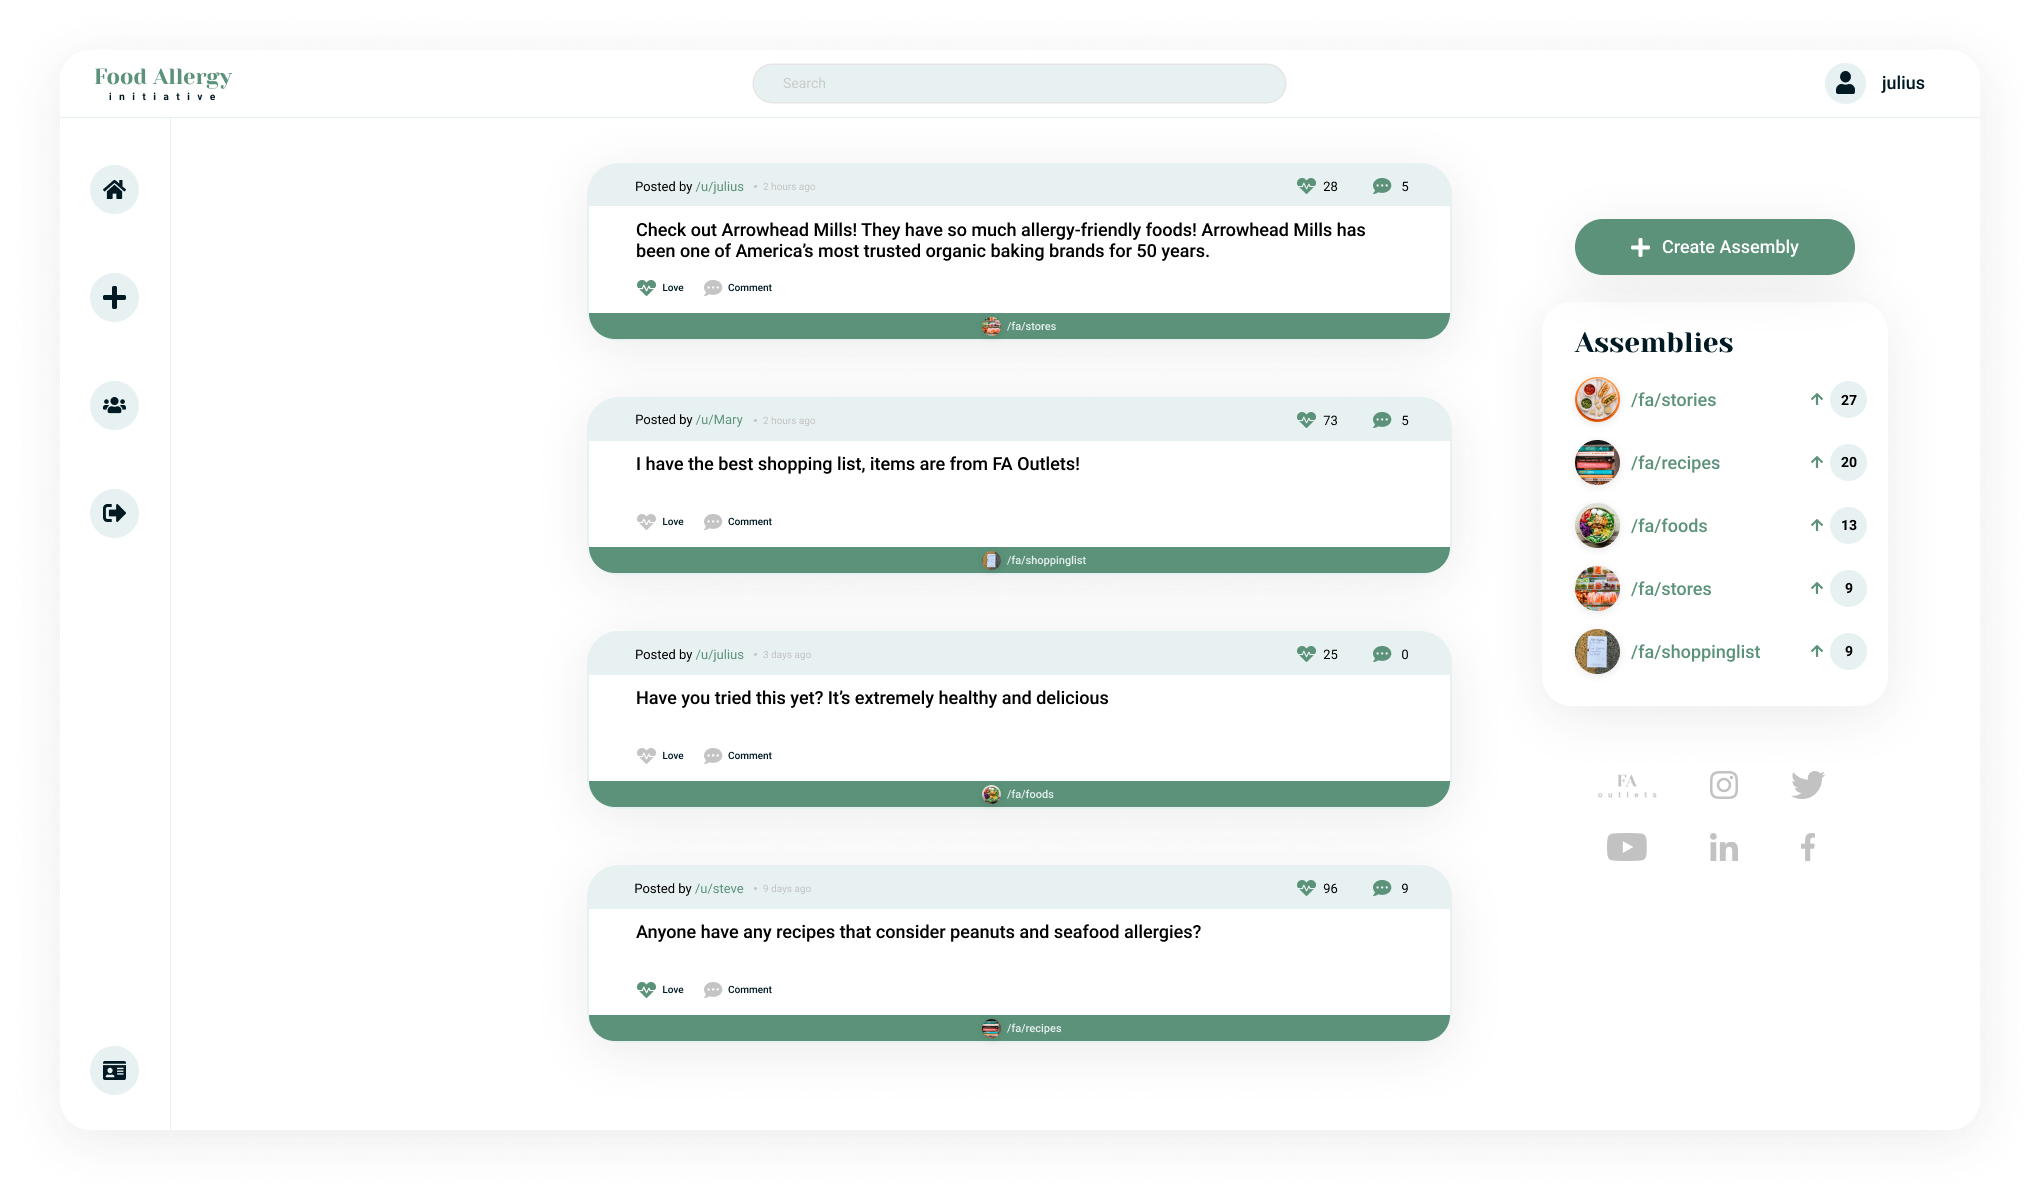 Food Allergy
initiative
Search
julius
Posted by /u/julius • 2 hours ago
28
5
Check out Arrowhead Mills! They have so much allergy-friendly foods! Arrowhead Mills has
been one of America’s most trusted organic baking brands for 50 years.
Love
Comment
/fa/stores
Posted by /u/Mary • 2 hours ago
73
5
I have the best shopping list, items are from FA Outlets!
Love
Comment
/fa/shoppinglist
Posted by /u/julius • 3 days ago
25
0
Have you tried this yet? It’s extremely healthy and delicious
Love
Comment
/fa/foods
Posted by /u/steve • 9 days ago
96
9
Anyone have any recipes that consider peanuts and seafood allergies?
Love
Comment
/fa/recipes
Create Assembly
Assemblies
/fa/stories
27
/fa/recipes
20
/fa/foods
13
/fa/stores
9
/fa/shoppinglist
9
FA
outlets